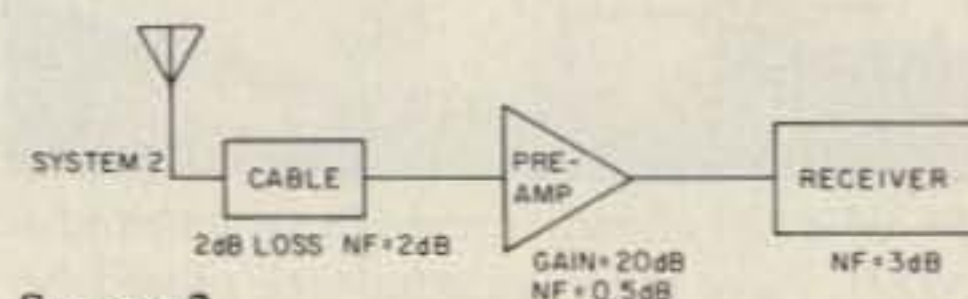 SYSTEM 2
CABLE
2dB LOSS NF=2dB
PRE-
AMP
GAIN=20dB
NF=0.5dB
RECEIVER
NF=3dB